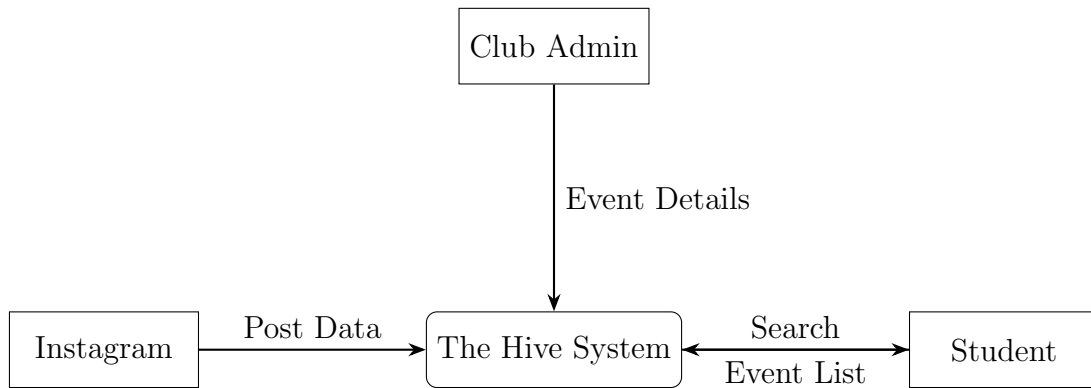 Club Admin
Event Details
Instagram
Post Data
The Hive System
Search
Event List
Student